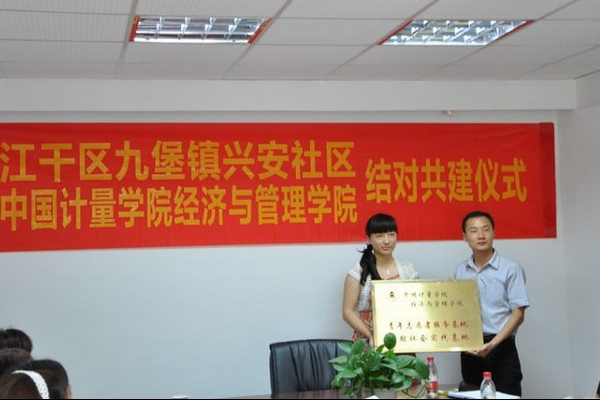 江干区九堡镇兴安社区
中国计量学院经济与管理学院
结对共建仪式
中国计量学院
经济与管理学院
青年志愿者服务基地
期社会实践基地